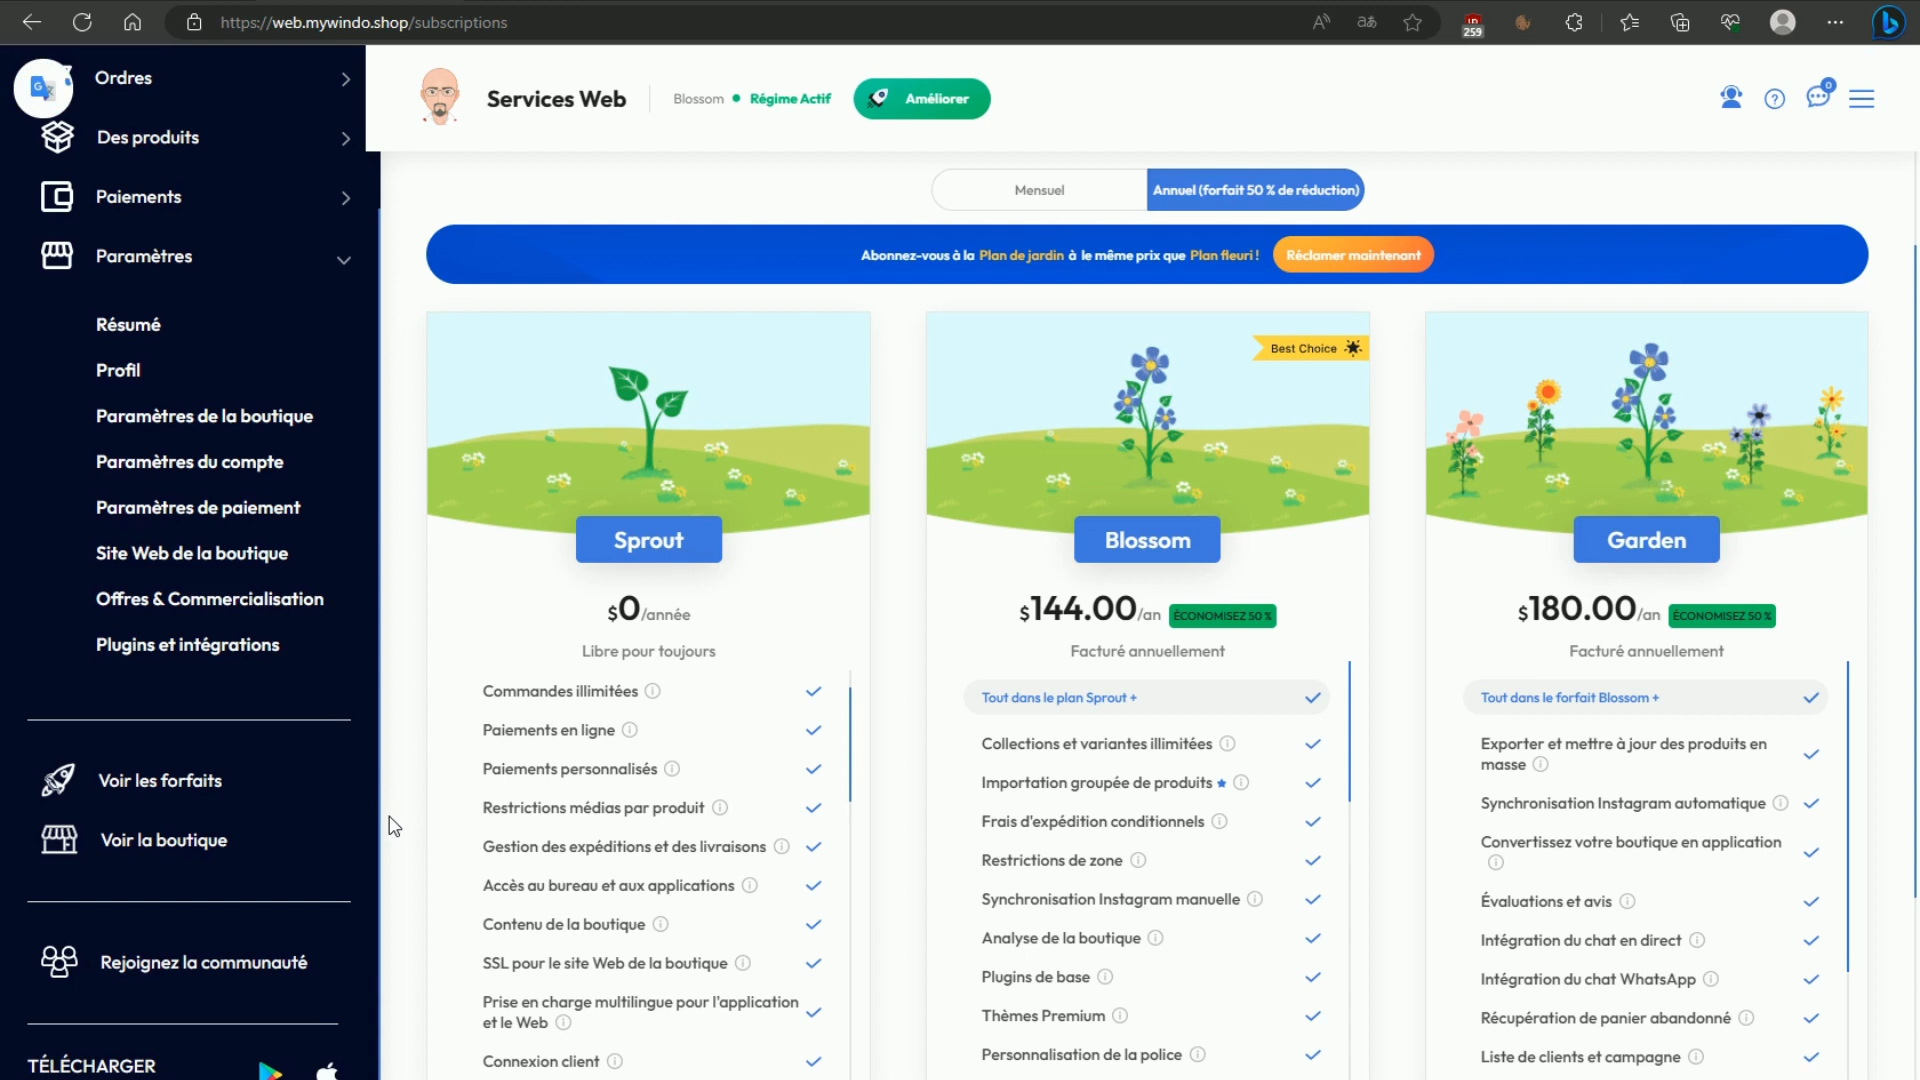 https://web.mywindo.shop/subscriptions
259
Ordres
Des produits
Paiements
Paramètres
Résumé
Profil
Paramètres de la boutique
Paramètres du compte
Paramètres de paiement
Site Web de la boutique
Offres & Commercialisation
Plugins et intégrations
Voir les forfaits
Voir la boutique
Rejoignez la communauté
TÉLÉCHARGER
Services Web
Blossom
Régime Actif
Améliorer
0
Mensuel
Annuel (forfait 50 % de réduction)
Abonnez-vous à la Plan de jardin à le même prix que Plan fleuri !
Réclamer maintenant
Sprout
$0/année
Libre pour toujours
Commandes illimitées
Paiements en ligne
Paiements personnalisés
Restrictions médias par produit
Gestion des expéditions et des livraisons
Accès au bureau et aux applications
Contenu de la boutique
SSL pour le site Web de la boutique
Prise en charge multilingue pour l'application
et le Web
Connexion client
Best Choice
Blossom
$144.00/an ÉCONOMISEZ 50 %
Facturé annuellement
Tout dans le plan Sprout +
Collections et variantes illimitées
Importation groupée de produits
Frais d'expédition conditionnels
Restrictions de zone
Synchronisation Instagram manuelle
Analyse de la boutique
Plugins de base
Thèmes Premium
Personnalisation de la police
Garden
$180.00/an ÉCONOMISEZ 50 %
Facturé annuellement
Tout dans le forfait Blossom +
Exporter et mettre à jour des produits en
masse
Synchronisation Instagram automatique
Convertissez votre boutique en application
Évaluations et avis
Intégration du chat en direct
Intégration du chat WhatsApp
Récupération de panier abandonné
Liste de clients et campagne